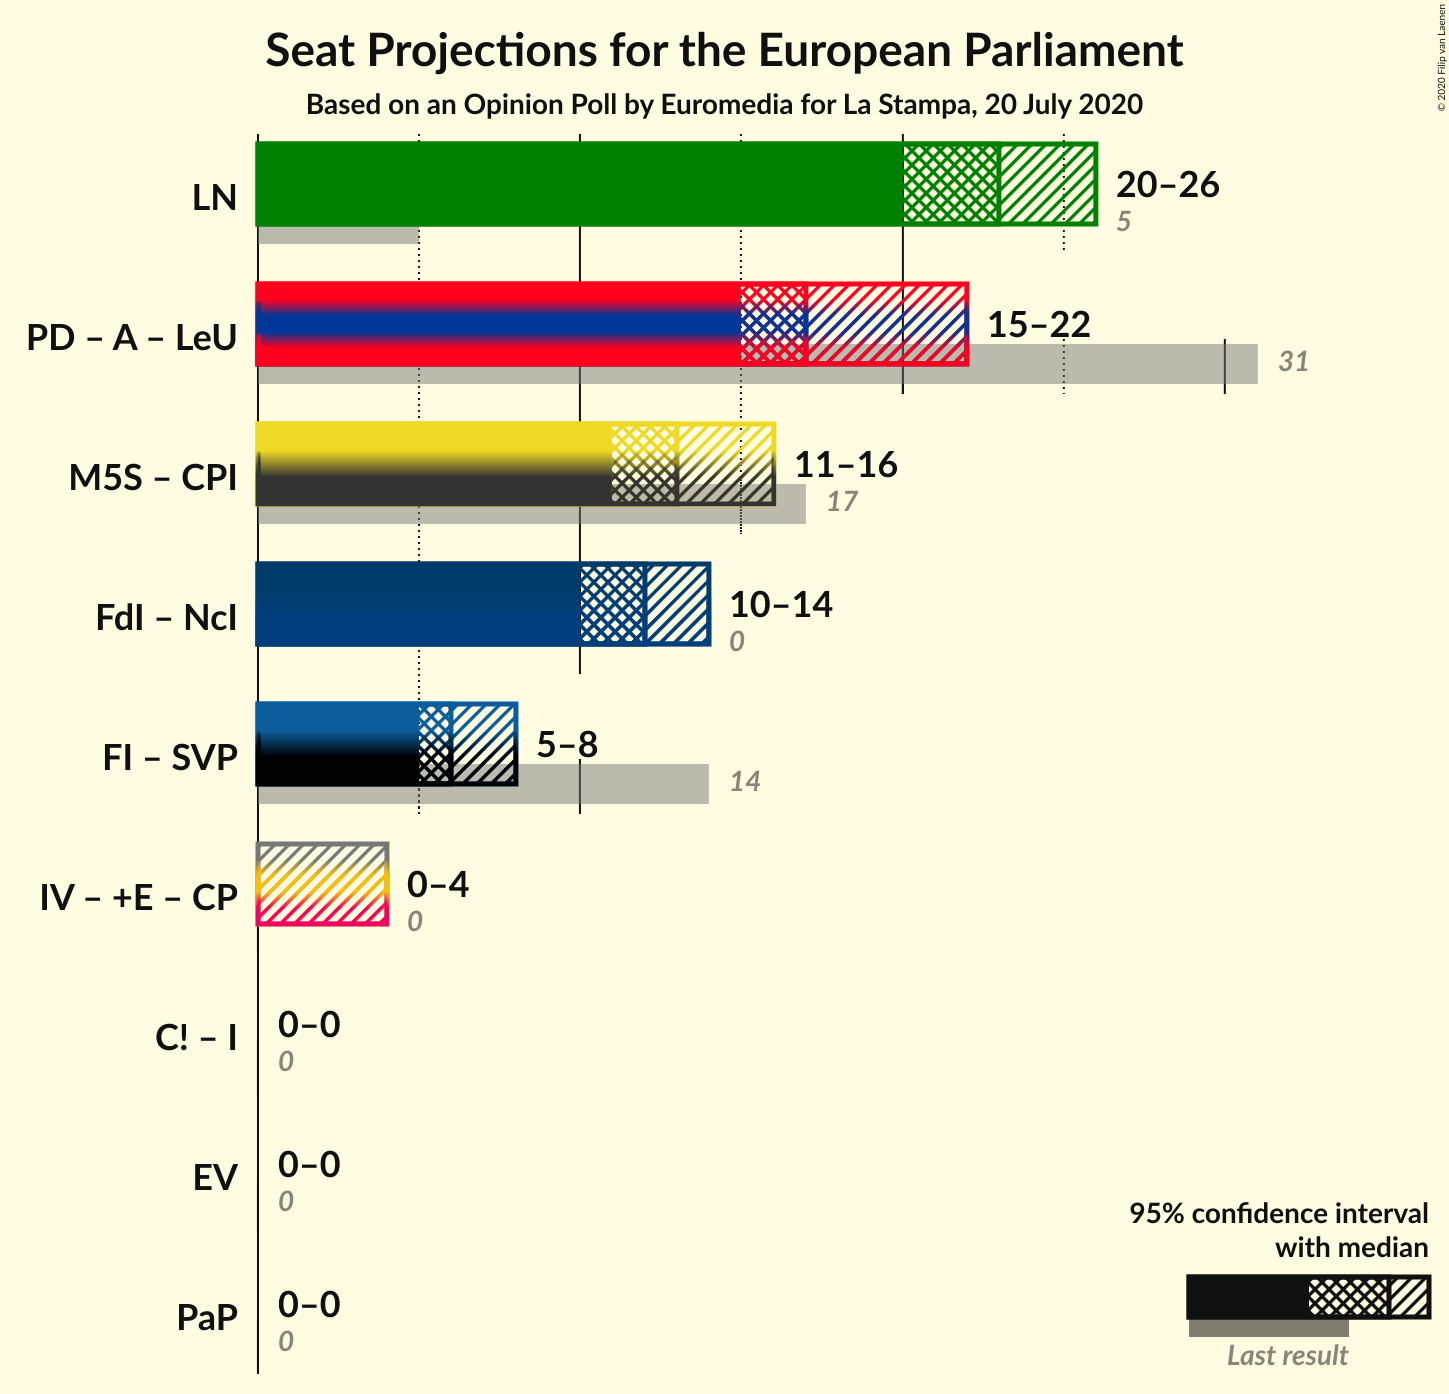 Seat Projections for the European Parliament
Based on an Opinion Poll by Euromedia for La Stampa, 20 July 2020
© 2020 Filip van Laenen
LN
20–26
5
PD – A – LeU
15–22
31
M5S – CPI
11–16
17
FdI – NcI
10–14
0
FI – SVP
5–8
14
IV – +E – CP
0–4
0
C! – I
0–0
0
EV
0–0
0
PaP
0–0
0
95% confidence interval
with median
Last result